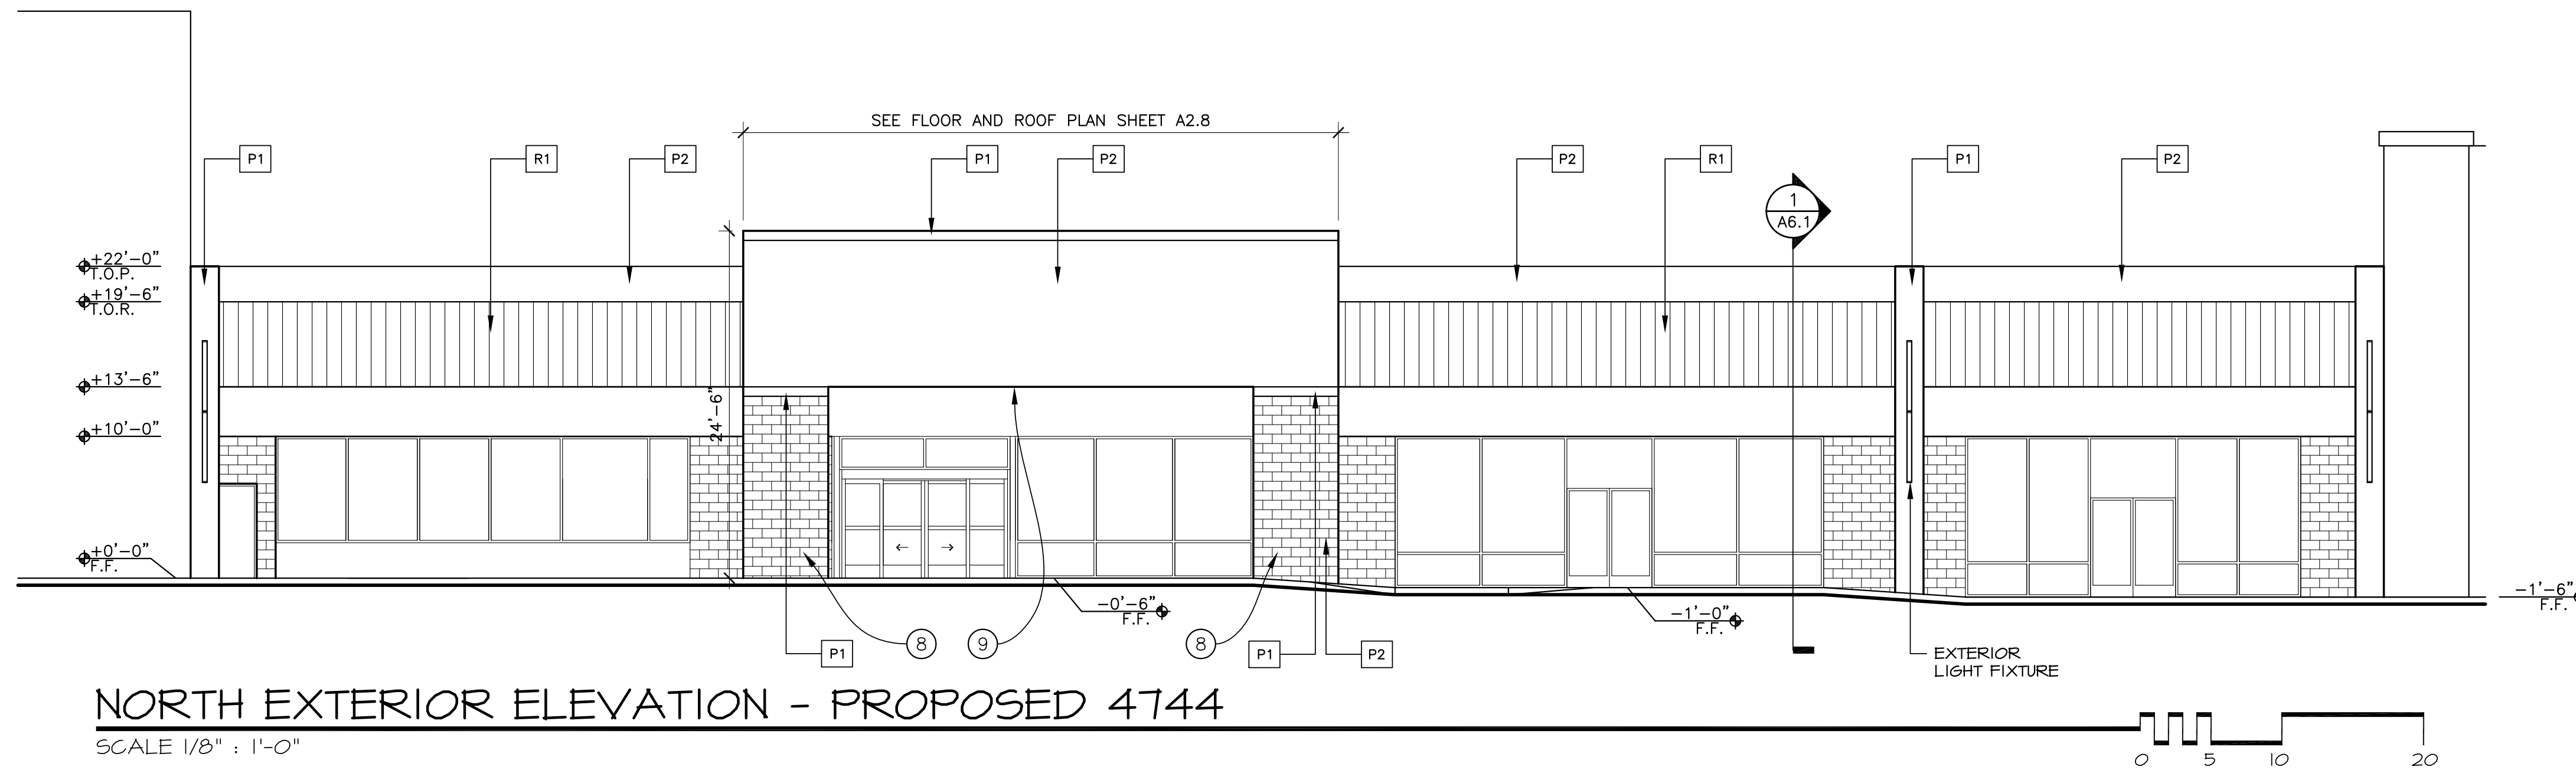 SEE FLOOR AND ROOF PLAN SHEET A2.8
P1
R1
P2
P1
P2
P2
R1
P1
P2
1
A6.1
+22'-0"
T.O.P.
+19'-6"
T.O.R.
+13'-6"
24'-6"
+10'-0"
+0'-0"
F.F.
-0'-6"
F.F.
-1'-0"
F.F.
-1'-6"
F.F.
P1
8
9
8
P1
P2
EXTERIOR
LIGHT FIXTURE
NORTH EXTERIOR ELEVATION - PROPOSED 4744
SCALE 1/8" : 1'-0"
0 5 10 20